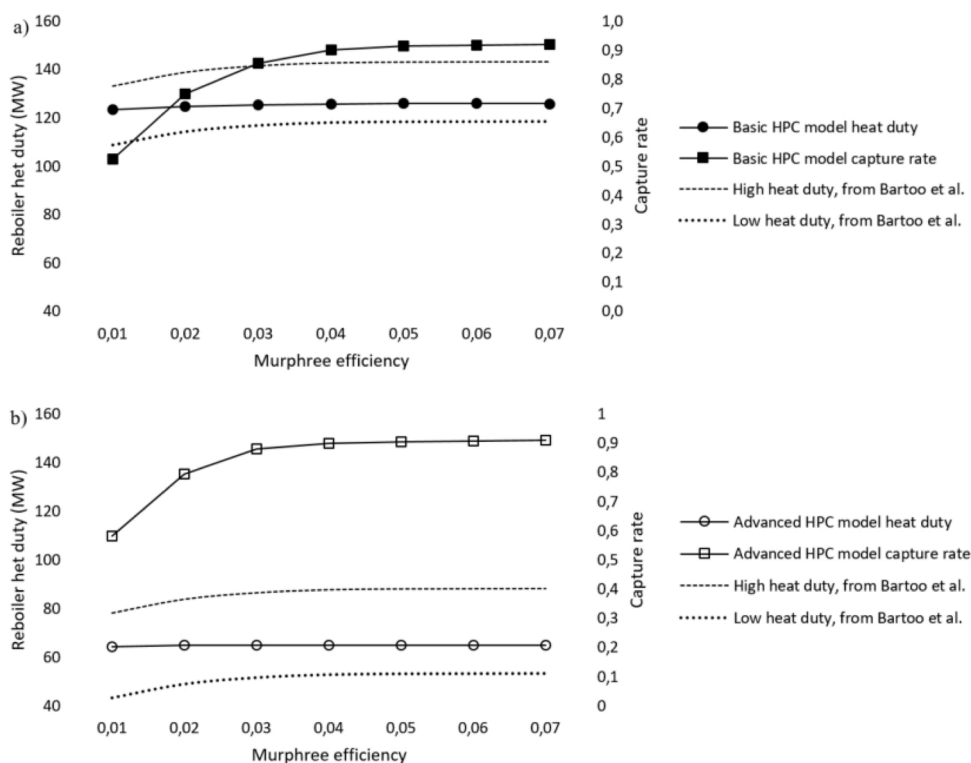 a)
160
140
120
100
80
60
40
Reboiler het duty (MW)
1,0
0,9
0,8
0,7
0,6
0,5
0,4
0,3
0,2
0,1
0,0
Capture rate
0,01 0,02 0,03 0,04 0,05 0,06 0,07
Murphree efficiency
Basic HPC model heat duty
Basic HPC model capture rate
High heat duty, from Bartoo et al.
Low heat duty, from Bartoo et al.
b)
160
140
120
100
80
60
40
Reboiler het duty (MW)
1
0,9
0,8
0,7
0,6
0,5
0,4
0,3
0,2
0,1
0
Capture rate
0,01 0,02 0,03 0,04 0,05 0,06 0,07
Murphree efficiency
Advanced HPC model heat duty
Advanced HPC model capture rate
High heat duty, from Bartoo et al.
Low heat duty, from Bartoo et al.